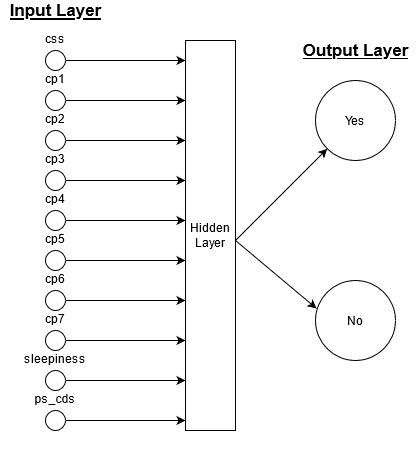 Input Layer
css
cp1
cp2
cp3
cp4
cp5
cp6
cp7
sleepiness
ps_cds
Hidden
Layer
Output Layer
Yes
No